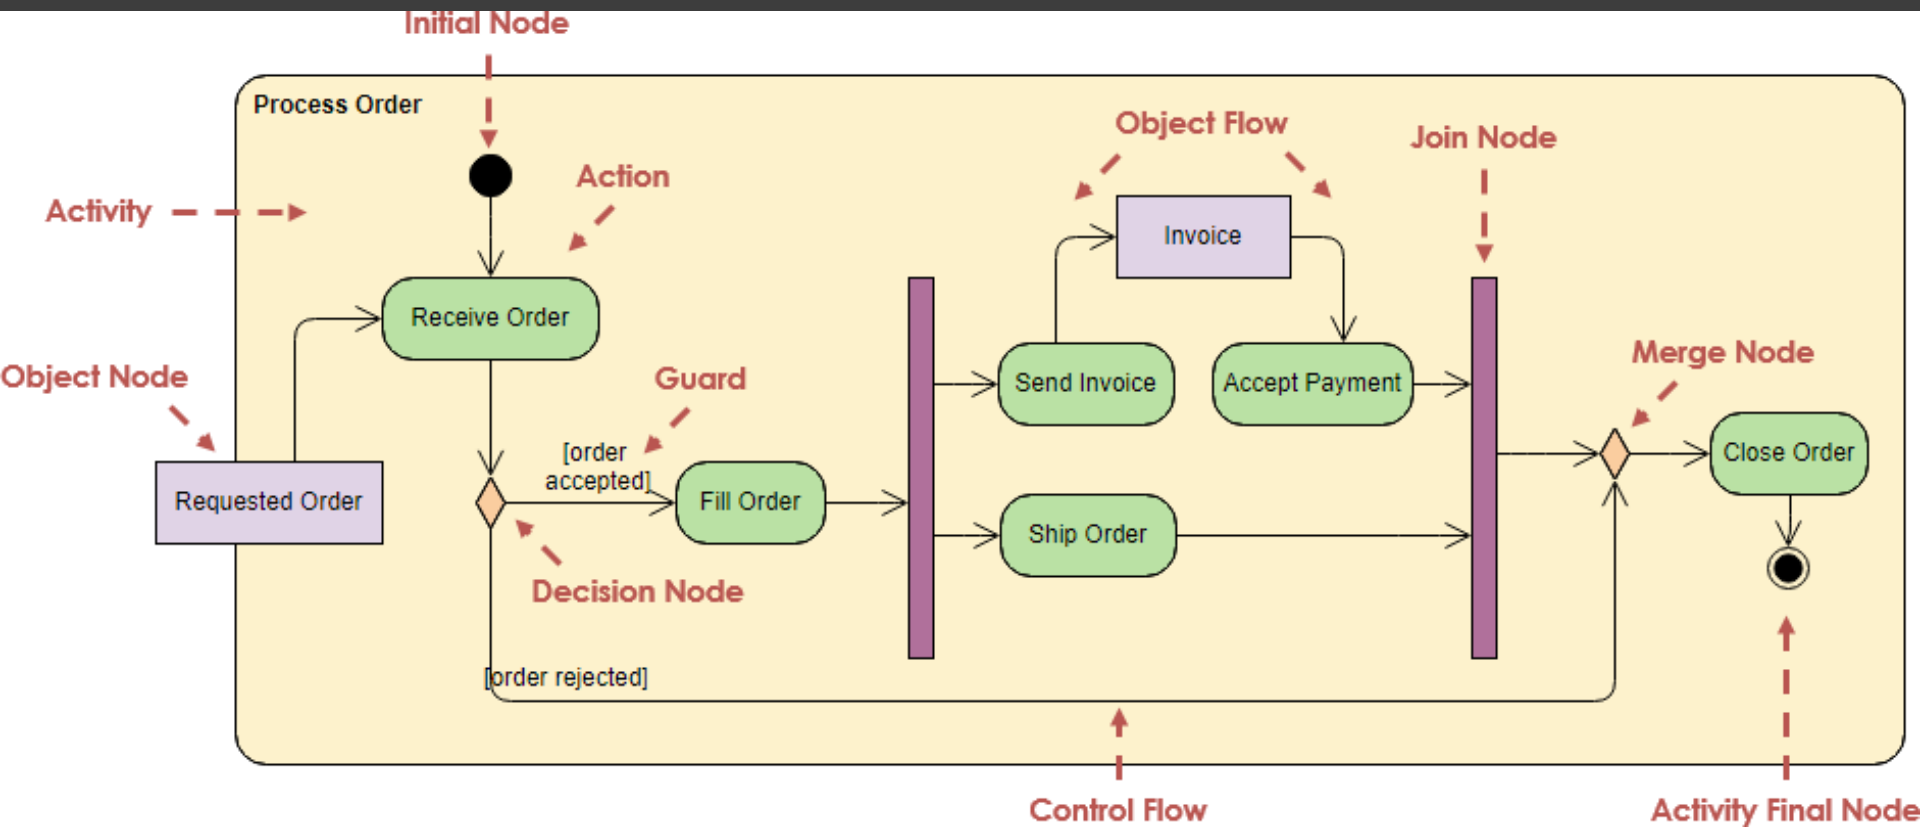 Initial Node
Process Order
Object Flow
Join Node
Action
Activity
Invoice
Receive Order
Merge Node
Object Node
Guard
Send Invoice
Accept Payment
[order
accepted]
Close Order
Requested Order
Fill Order
Ship Order
Decision Node
[order rejected]
Control Flow
Activity Final Node